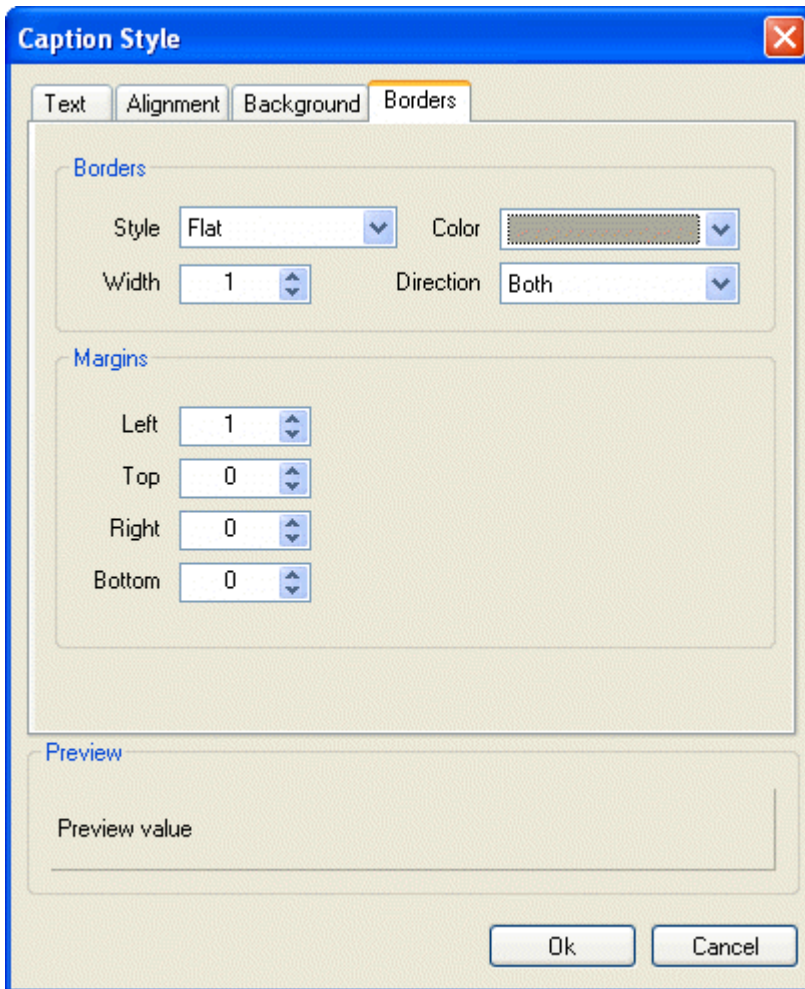 Caption Style
Text Alignment Background Borders
Borders
Style Flat Color
Width 1 Direction Both
Margins
Left 1
Top 0
Right 0
Bottom 0
Preview
Preview value
Ok Cancel